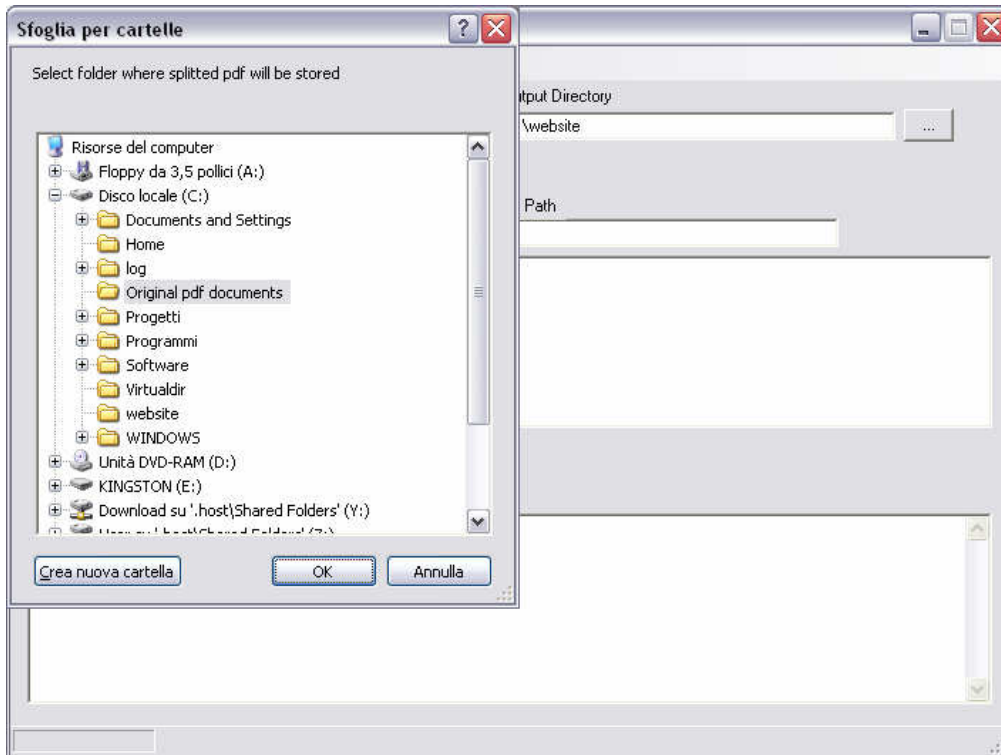 Sfoglia per cartelle
Select folder where splitted pdf will be stored
Risorse del computer
Floppy da 3,5 pollici (A:)
Disco locale (C:)
Documents and Settings
Home
log
Original pdf documents
Progetti
Programmi
Software
Virtualdir
website
WINDOWS
Unità DVD-RAM (D:)
KINGSTON (E:)
Download su '.host\Shared Folders' (Y:)
Crea nuova cartella
OK
Annulla
Directory
\website
...
Path